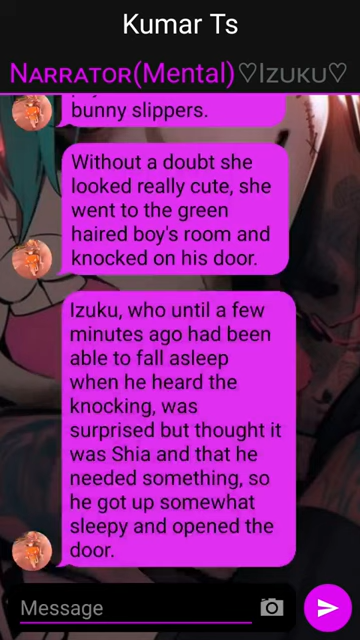 Kumar Ts
Narrator(Mental)♡Izuku♡
bunny slippers.
Without a doubt she
looked really cute, she
went to the green
haired boy's room and
knocked on his door.
Izuku, who until a few
minutes ago had been
able to fall asleep
when he heard the
knocking, was
surprised but thought it
was Shia and that he
needed something, so
he got up somewhat
sleepy and opened the
door.
Message